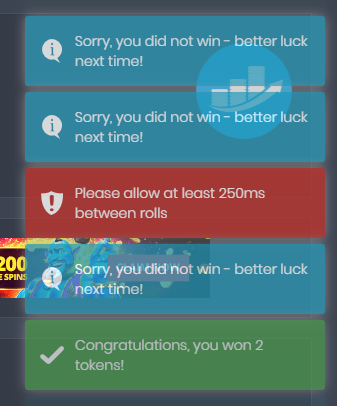 Sorry, you did not win - better luck
next time!
Sorry, you did not win - better luck
next time!
Please allow at least 250ms
between rolls
200
E SPINS
Sorry, you did not win - better luck
next time!
Congratulations, you won 2
tokens!